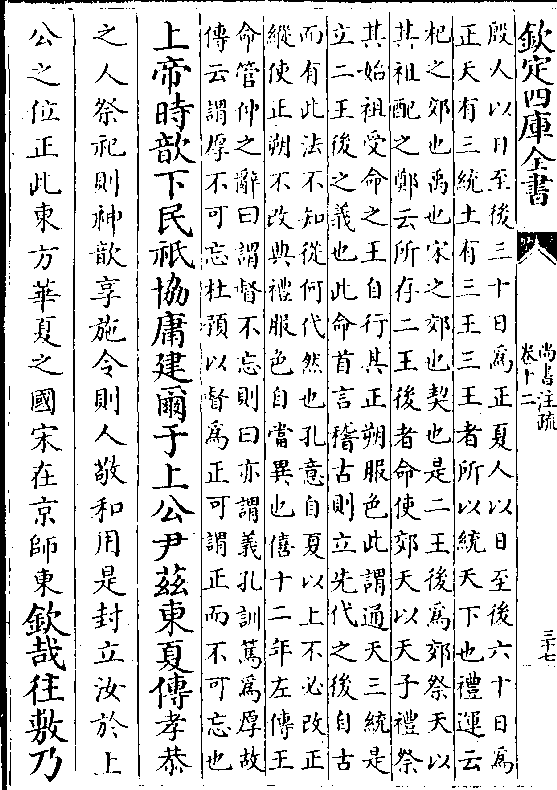 欽定四庫全書
尚書注疏
卷十二
三十七
殷人以日至後三十日為正夏人以日至後六十日為
正天有三統土有三王三王者所以統天下也禮運云
杞之郊也禹也宋之郊也契也是二王後為郊祭天以
其祖配之鄭云所存二王後者命使郊天以天子禮祭
其始祖受命之王自行其正朔服色此謂通天三統是
立二王後之義也此命首言稽古則立先代之後自古
而有此法不知從何代然也孔意自夏以上不必改正
縱使正朔不改典禮服色自當異也僖十二年左傳王
命管仲之辭曰謂督不忘則曰亦謂義孔訓篤為厚故
傳云謂厚不可忘杜預以督為正可謂正而不可忘也
上帝時歆下民祇協庸建爾于上公尹茲東夏傳孝恭
之人祭祀則神歆享施令則人敬和用是封立汝於上
公之位正此東方華夏之國宋在京師東欽哉往敷乃